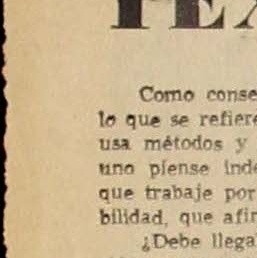 TEX
Como conse
lo que se refiere
usa métodos y
uno piense inde
que trabaje por
bilidad, que afir
¿Debe llega